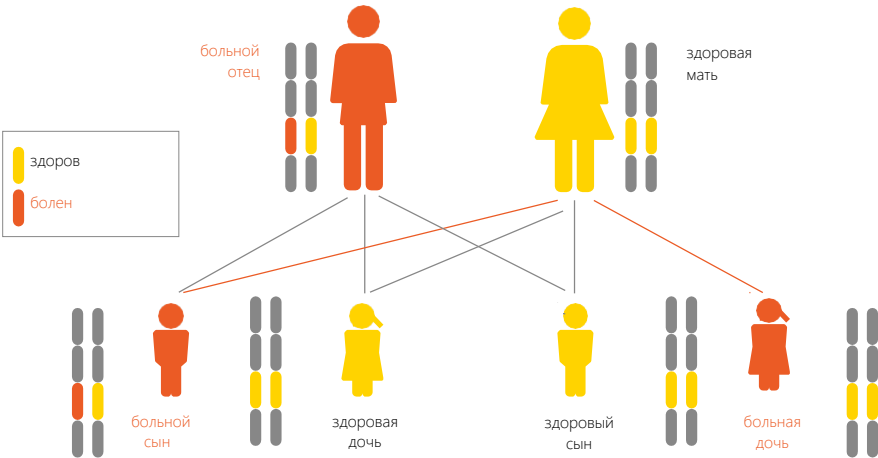 больной
отец
здоровая
мать
здоров
болен
больной
сын
здоровая
дочь
здоровый
сын
больная
дочь